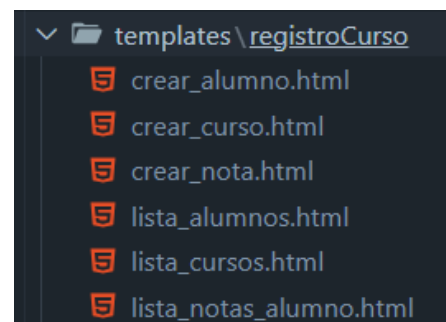 templates\registroCurso
crear_alumno.html
crear_curso.html
crear_nota.html
lista_alumnos.html
lista_cursos.html
lista_notas_alumno.html